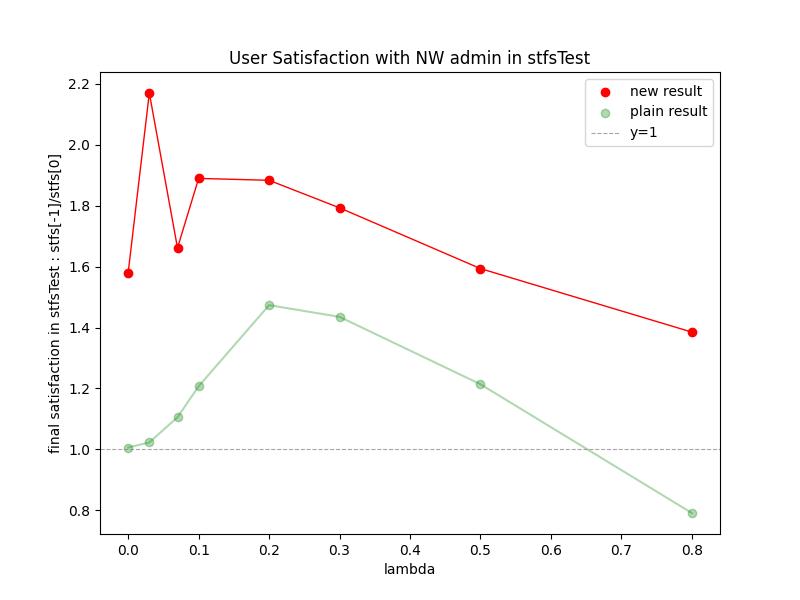 User Satisfaction with NW admin in stfsTest
new result
plain result
y=1
final satisfaction in stfsTest : stfs[-1]/stfs[0]
2.2
2.0
1.8
1.6
1.4
1.2
1.0
0.8
0.0 0.1 0.2 0.3 0.4 0.5 0.6 0.7 0.8
lambda